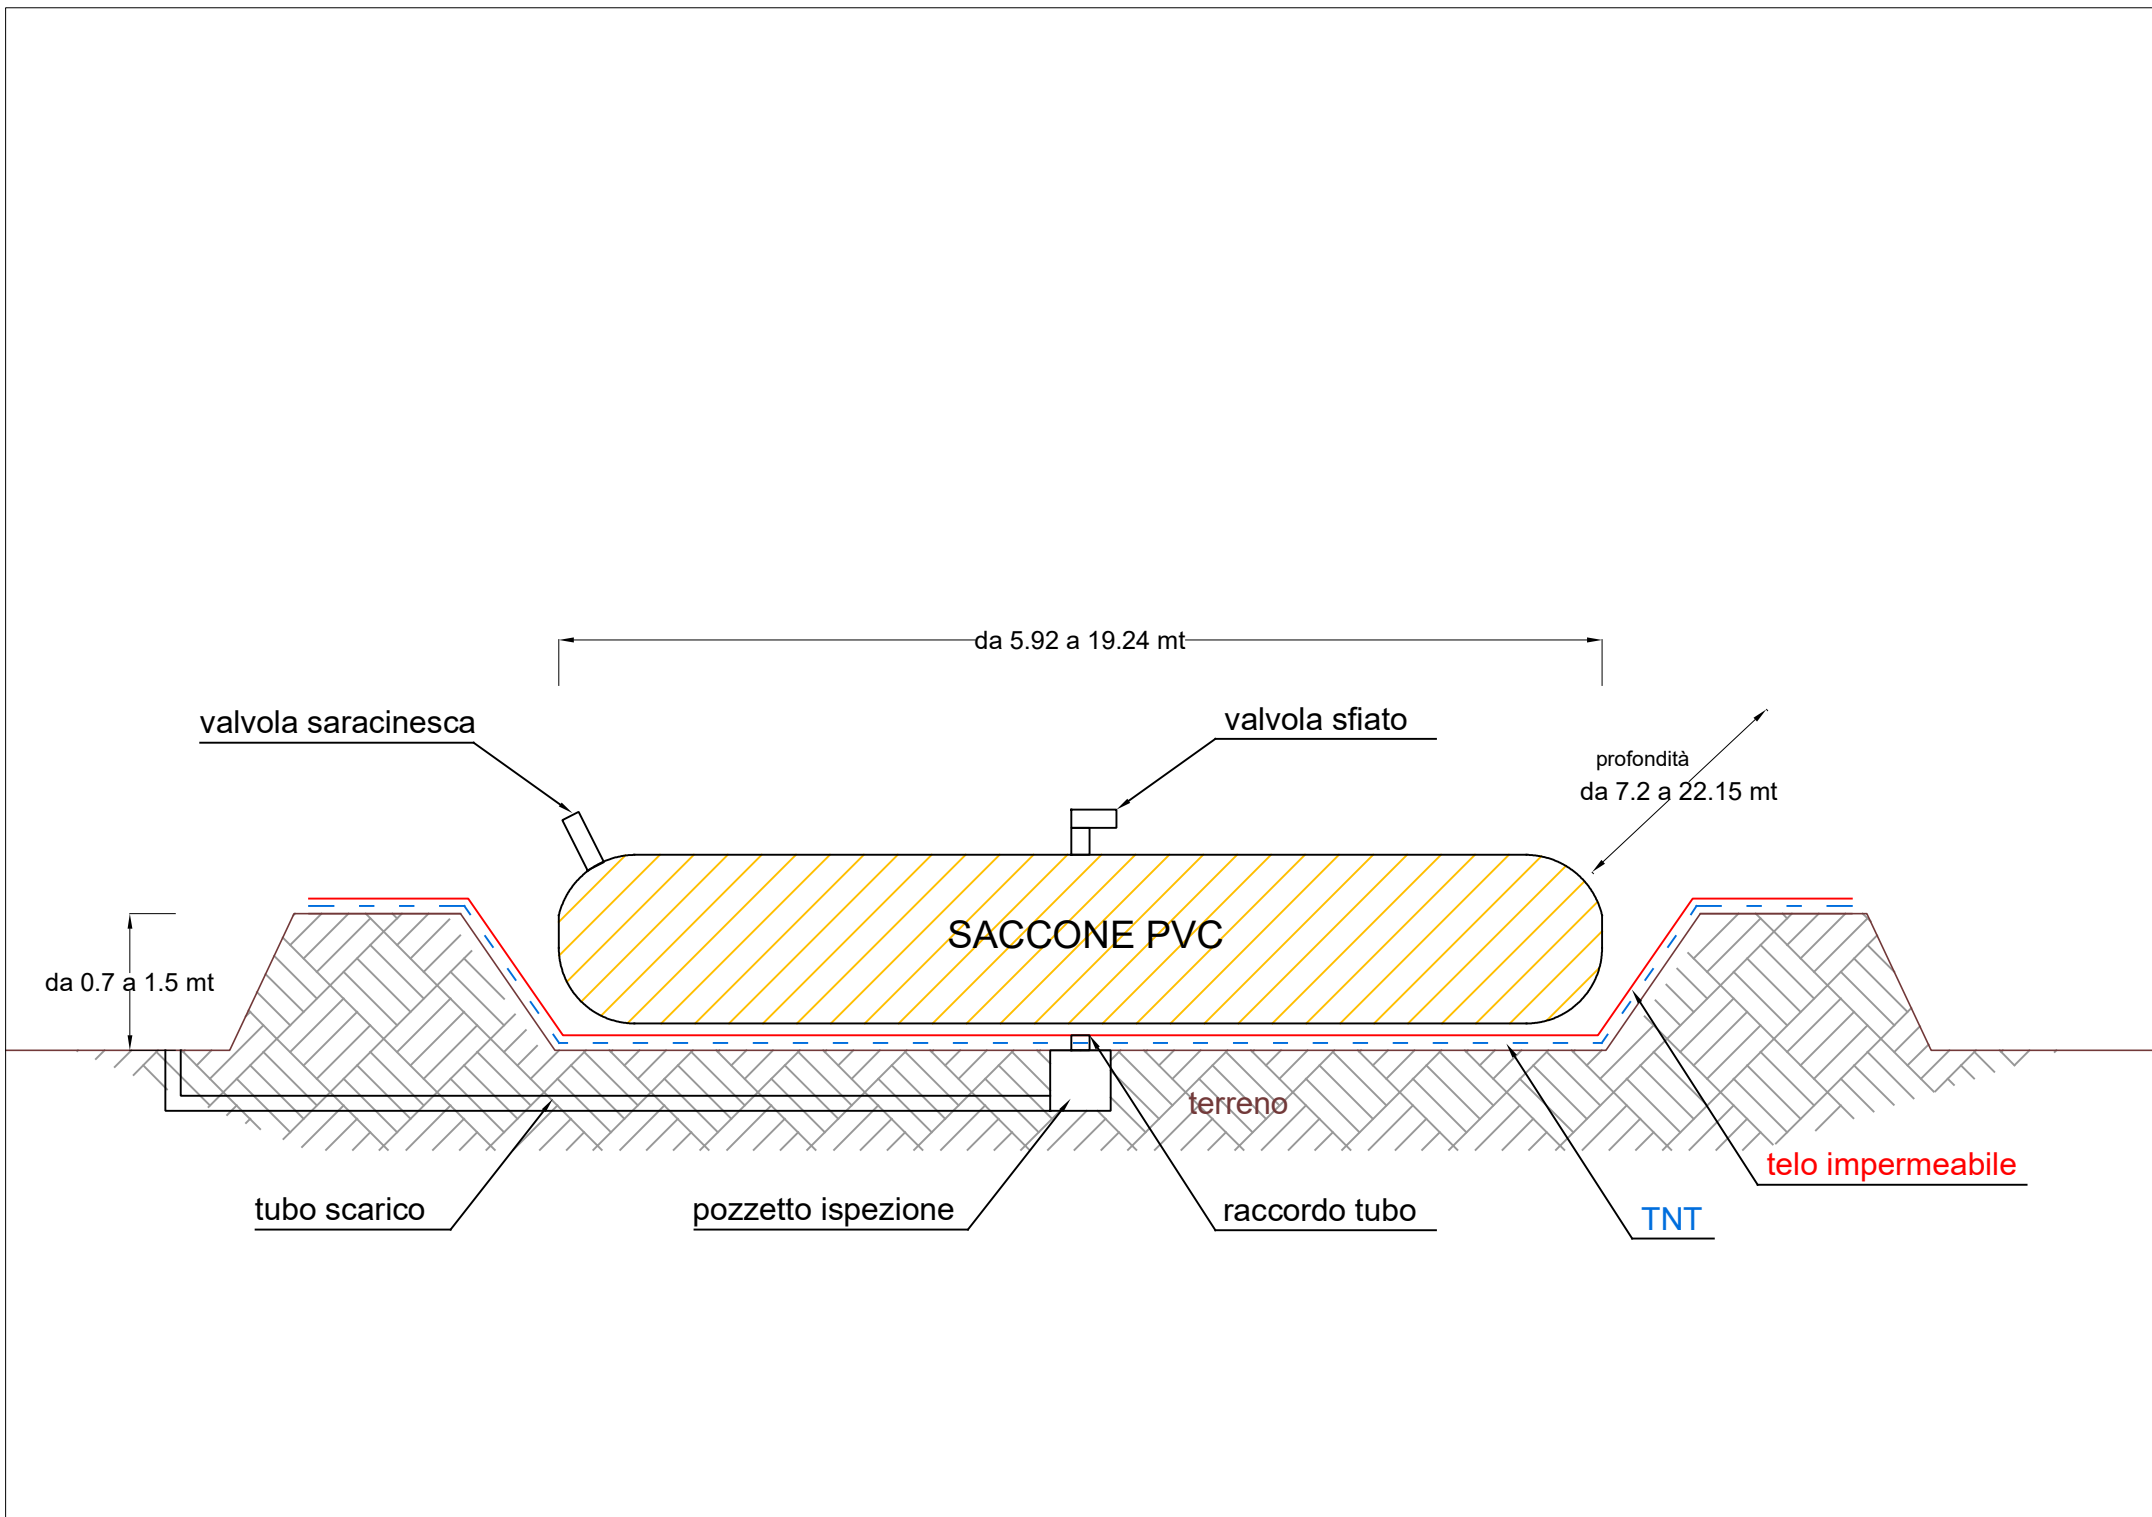 da 5.92 a 19.24 mt
valvola saracinesca
valvola sfiato
profondità
da 7.2 a 22.15 mt
SACCONE PVC
da 0.7 a 1.5 mt
terreno
telo impermeabile
tubo scarico
pozzetto ispezione
raccordo tubo
TNT